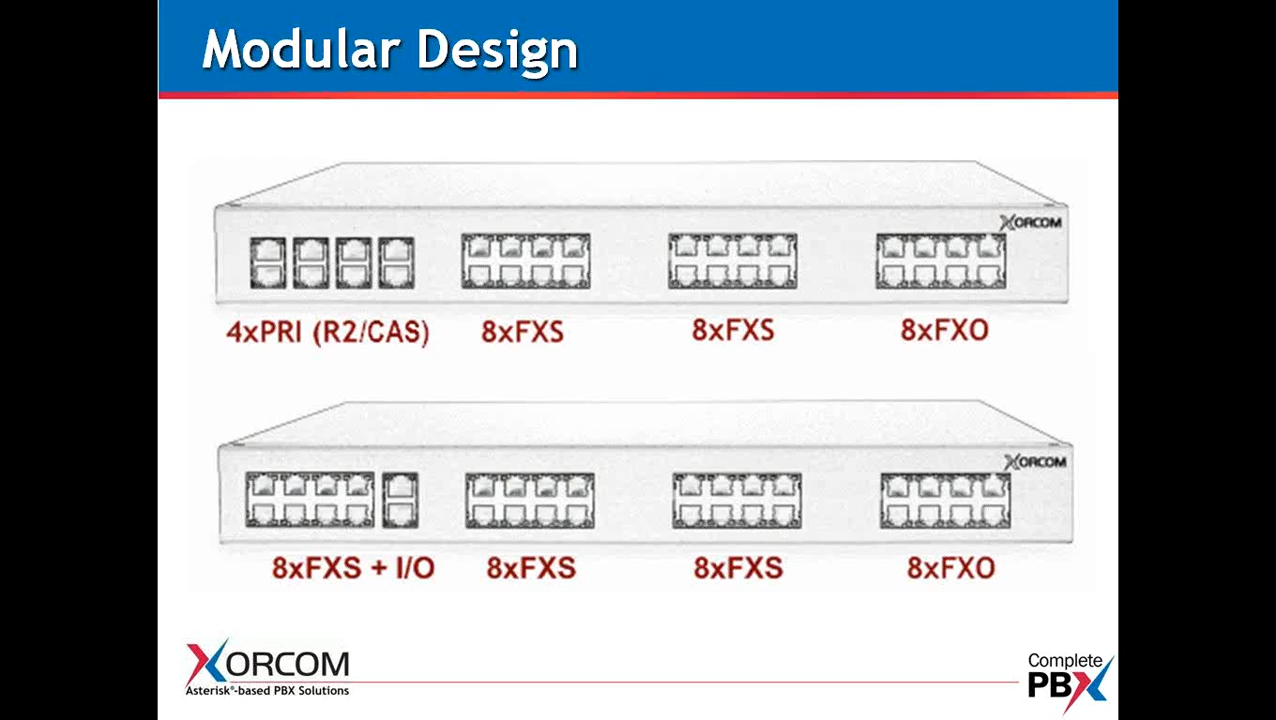 Modular Design
XORCOM
4xPRI (R2/CAS) 8xFXS 8xFXS 8xFXO
XORCOM
8xFXS + I/O 8xFXS 8xFXS 8xFXO
XORCOM
Asterisk®-based PBX Solutions
Complete
PBX